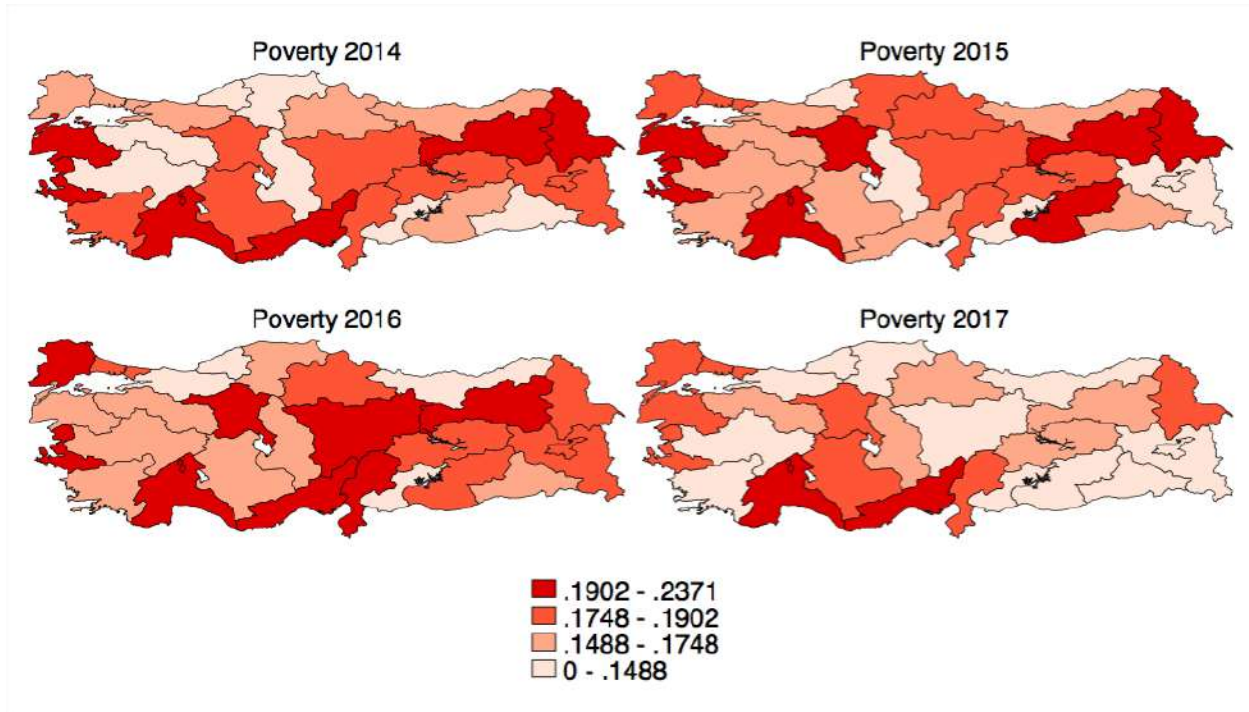 Poverty 2014
Poverty 2015
Poverty 2016
Poverty 2017
.1902 - .2371
.1748 - .1902
.1488 - .1748
0 - .1488